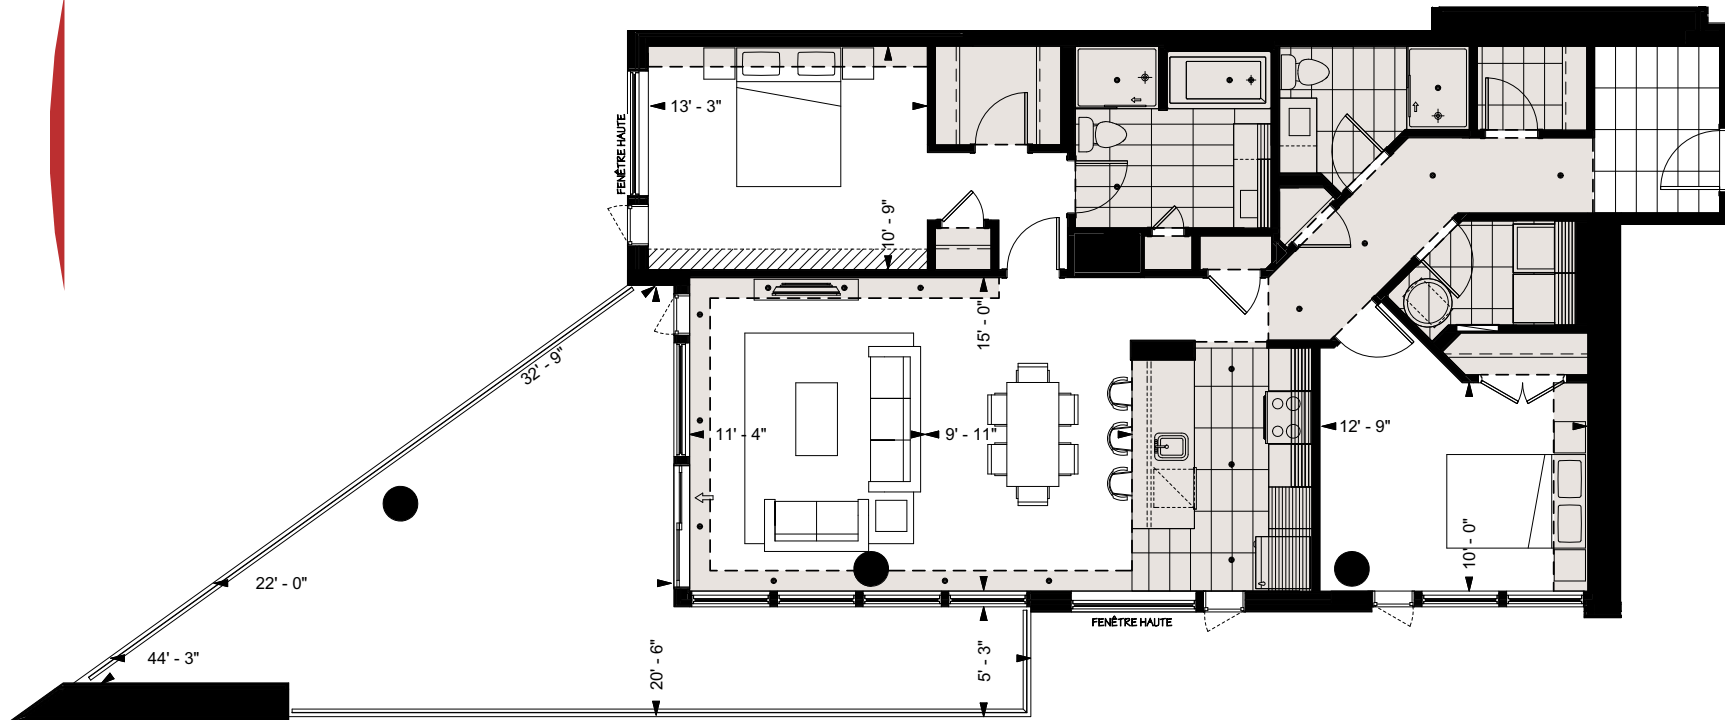 13' - 3"
FENÊTRE HAUTE
10' - 9"
15' - 0"
32' - 9"
11' - 4"
9' - 11"
12' - 9"
10' - 0"
22' - 0"
FENÊTRE HAUTE
44' - 3"
20' - 6"
5' - 3"